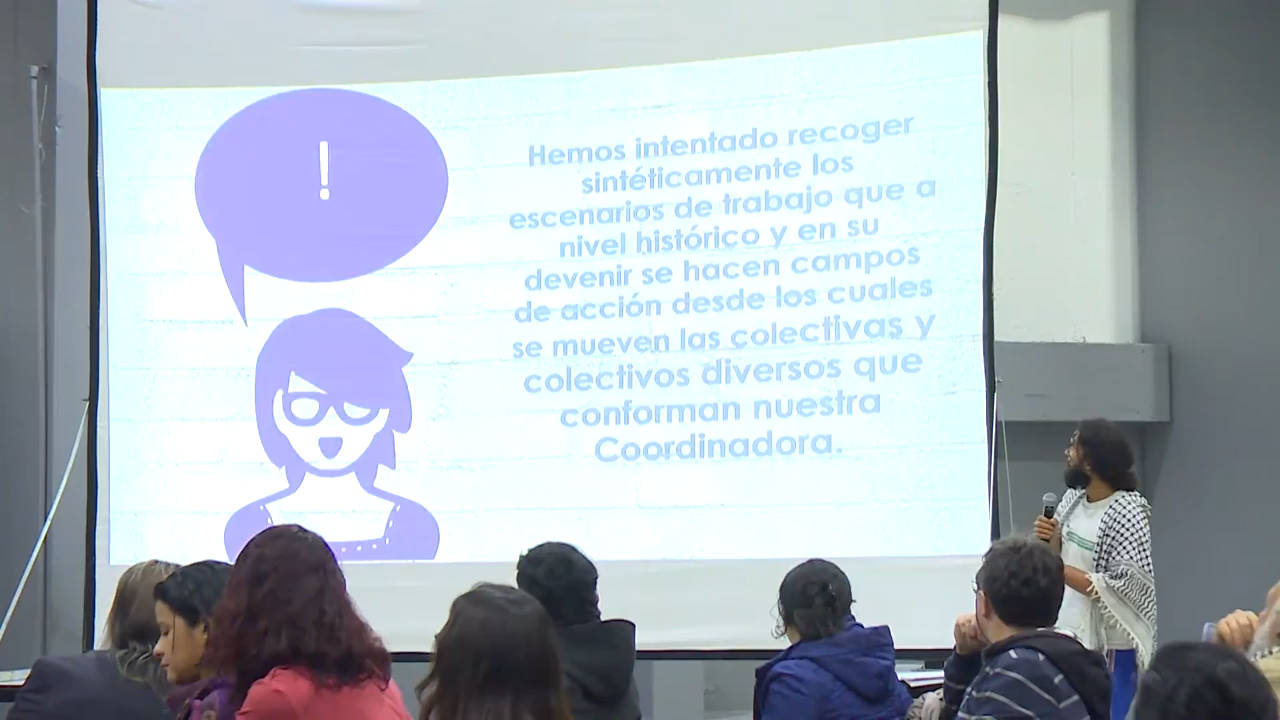 !
Hemos intentado recoger
sintéticamente los
escenarios de trabajo que a
nivel histórico y en su
devenir se hacen campos
de acción desde los cuales
se mueven las colectivas y
colectivos diversos que
conforman nuestra
Coordinadora.